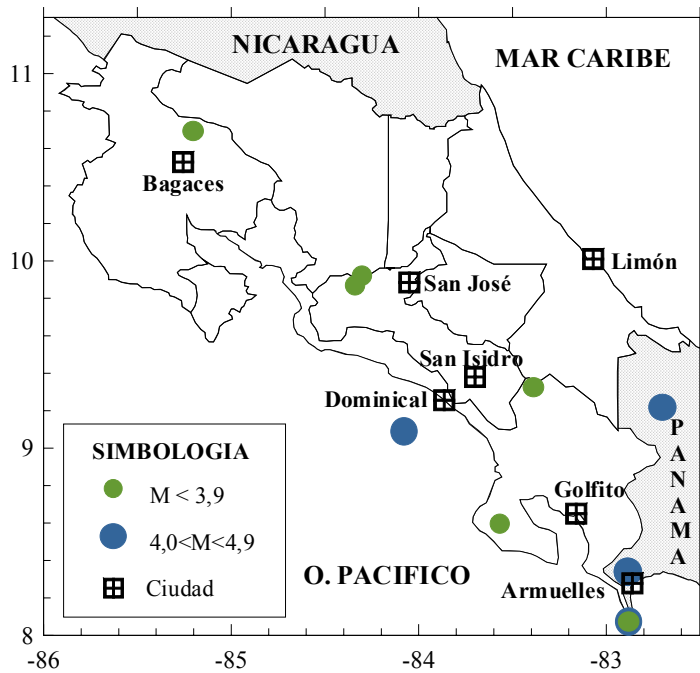 NICARAGUA
MAR CARIBE
11
Bagaces
10
Limón
San José
San Isidro
Dominical
9
PANAMA
SIMBOLOGIA
M < 3,9
4,0<M<4,9
Ciudad
Golfito
O. PACIFICO
Armuelles
8
-86 -85 -84 -83